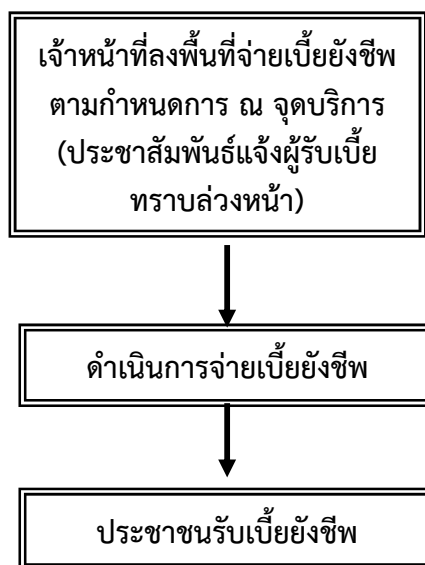 เจ้าหน้าที่ลงพื้นที่จ่ายเบี้ยยังชีพ
ตามกำหนดการ ณ จุดบริการ
(ประชาสัมพันธ์แจ้งผู้รับเบี้ย
ทราบล่วงหน้า)
ดำเนินการจ่ายเบี้ยยังชีพ
ประชาชนรับเบี้ยยังชีพ